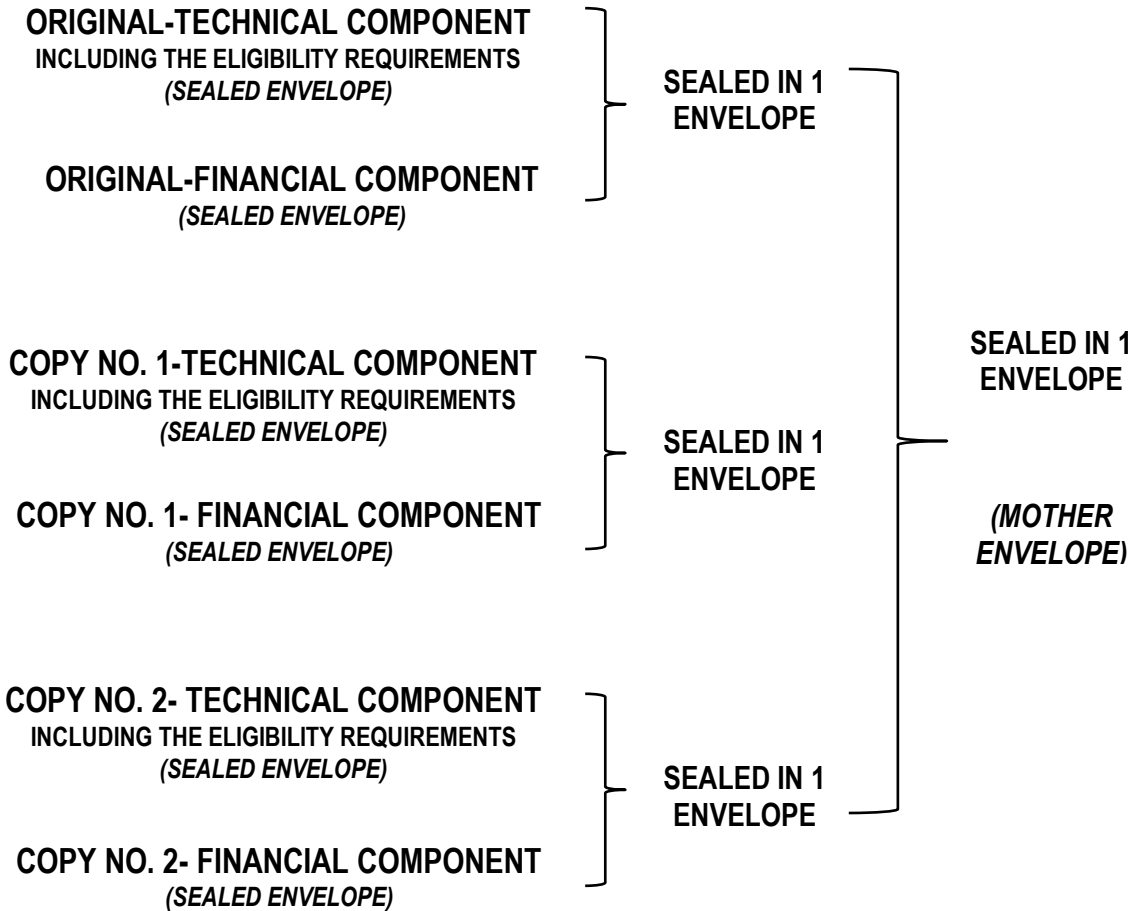 ORIGINAL-TECHNICAL COMPONENT
INCLUDING THE ELIGIBILITY REQUIREMENTS
(SEALED ENVELOPE)
ORIGINAL-FINANCIAL COMPONENT
(SEALED ENVELOPE)
SEALED IN 1
ENVELOPE
COPY NO. 1-TECHNICAL COMPONENT
INCLUDING THE ELIGIBILITY REQUIREMENTS
(SEALED ENVELOPE)
COPY NO. 1- FINANCIAL COMPONENT
(SEALED ENVELOPE)
SEALED IN 1
ENVELOPE
COPY NO. 2- TECHNICAL COMPONENT
INCLUDING THE ELIGIBILITY REQUIREMENTS
(SEALED ENVELOPE)
COPY NO. 2- FINANCIAL COMPONENT
(SEALED ENVELOPE)
SEALED IN 1
ENVELOPE
SEALED IN 1
ENVELOPE
(MOTHER
ENVELOPE)